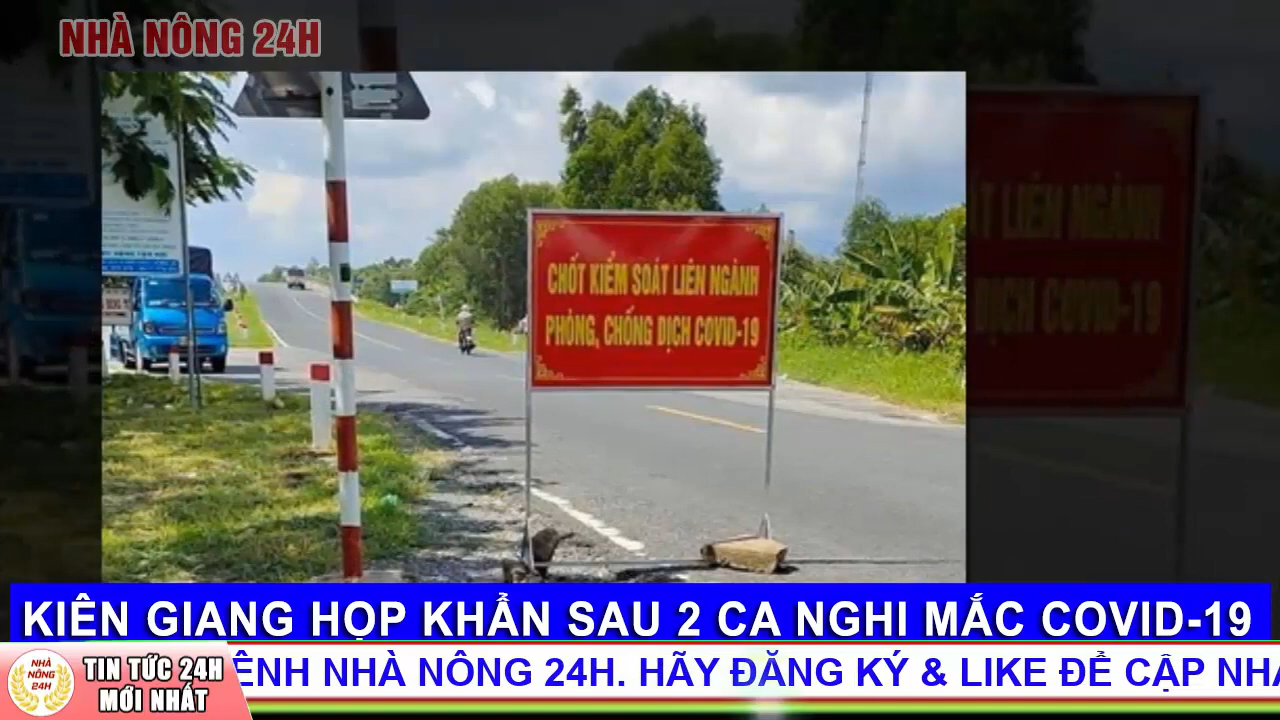 NHÀ NÔNG 24H
CHỐT KIỂM SOÁT LIÊN NGÀNH
PHÒNG, CHỐNG DỊCH COVID-19
KIÊN GIANG HỌP KHẨN SAU 2 CA NGHI MẮC COVID-19
NHÀ NÔNG
24H
TIN TỨC 24H
MỚI NHẤT
ÊNH NHÀ NÔNG 24H. HÃY ĐĂNG KÝ & LIKE ĐỂ CẬP NHẬ